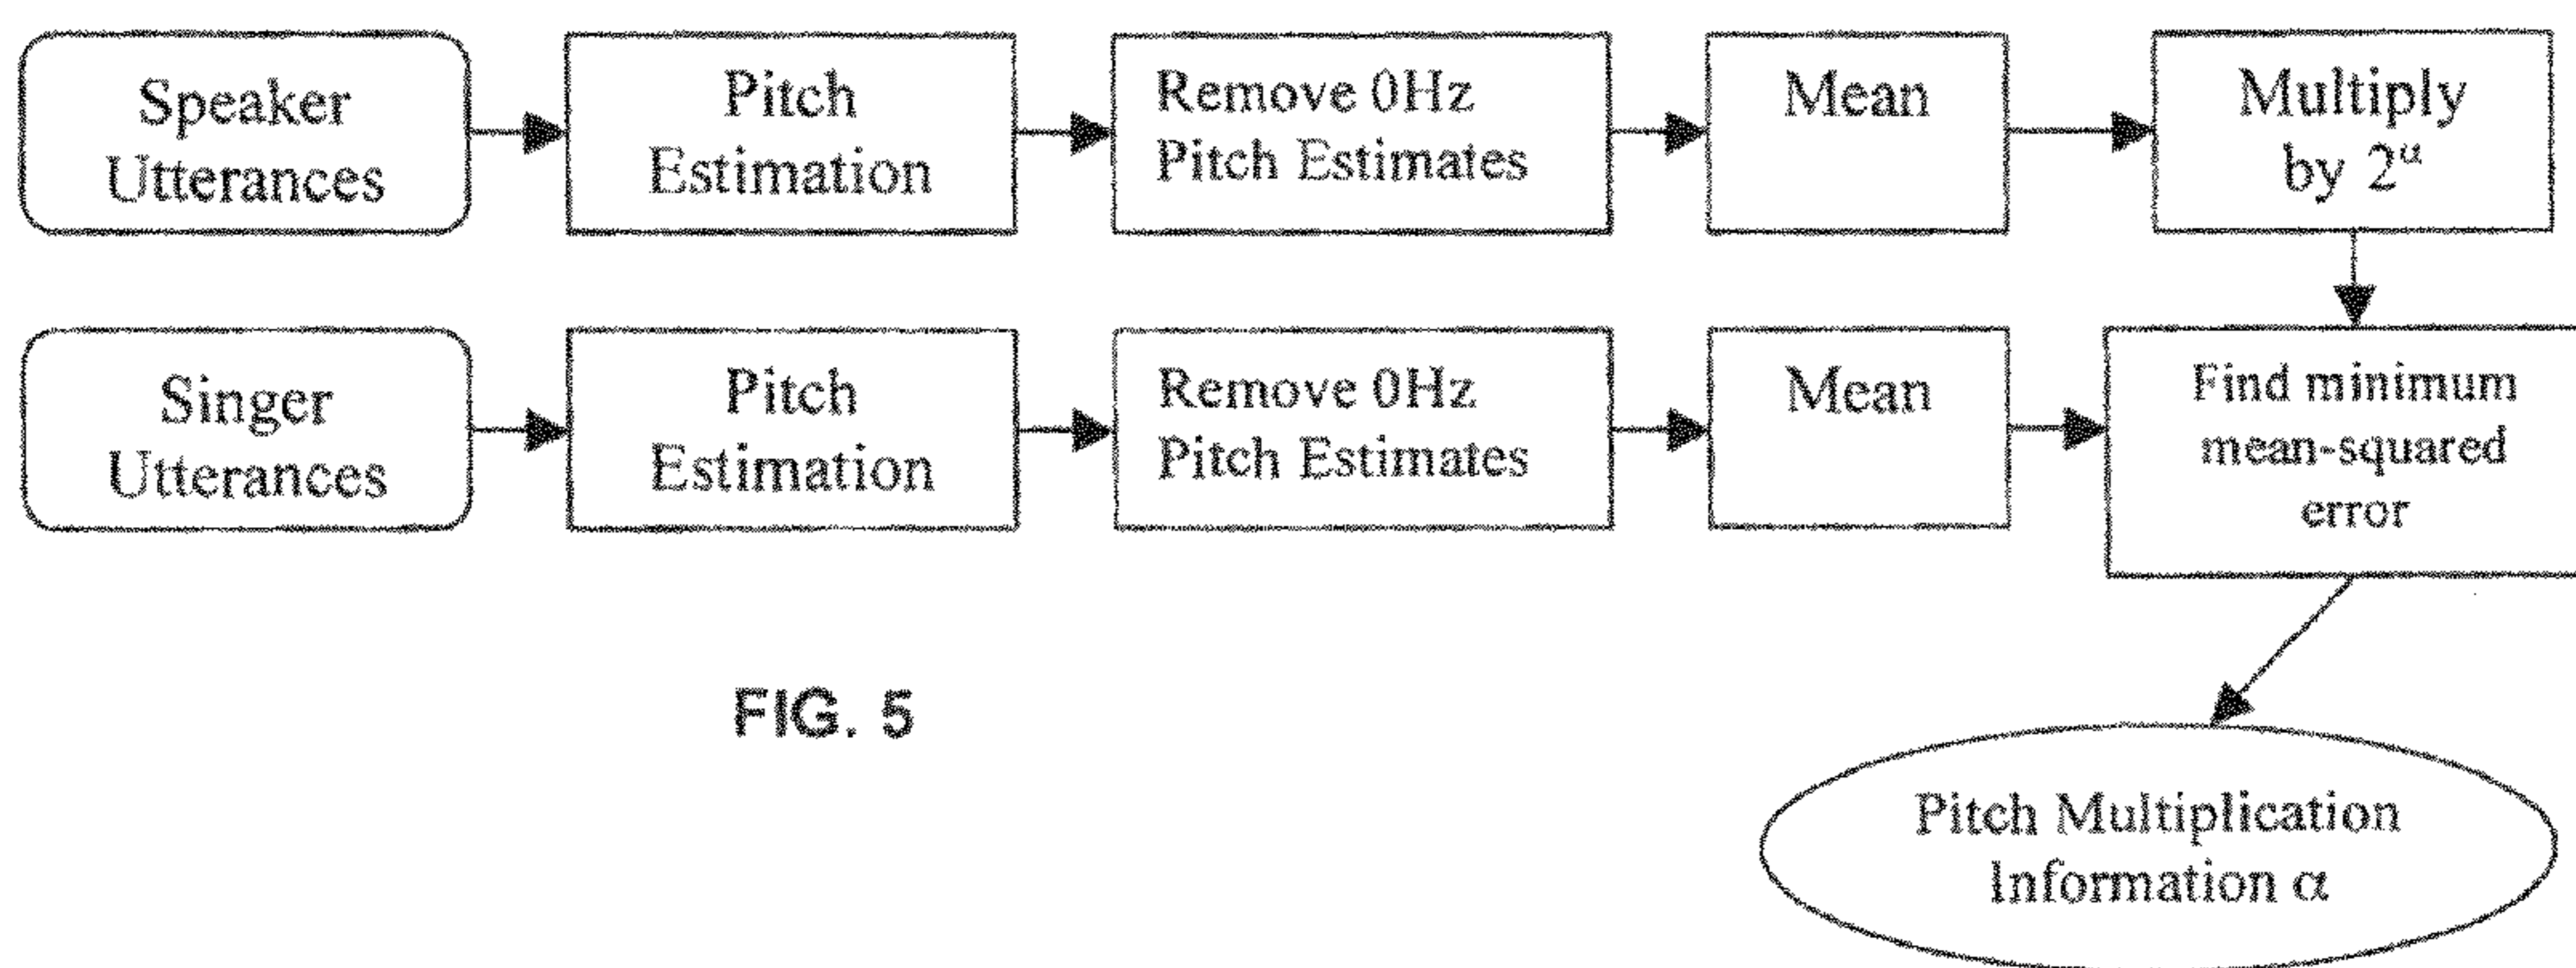 Speaker
Utterances
Pitch
Estimation
Remove 0Hz
Pitch Estimates
Mean
Multiply
by 2^α
Singer
Utterances
Pitch
Estimation
Remove 0Hz
Pitch Estimates
Mean
Find minimum
mean-squared
error
FIG. 5
Pitch Multiplication
Information α